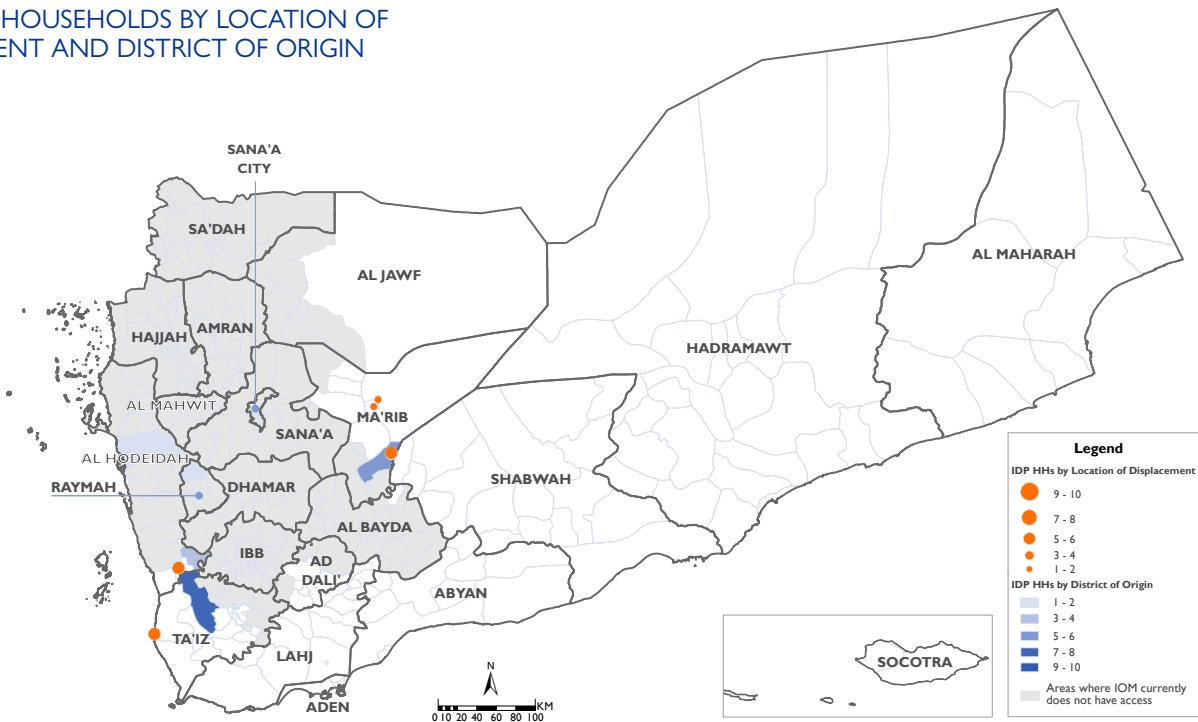 HOUSEHOLDS BY LOCATION OF
ENT AND DISTRICT OF ORIGIN
SANA'A
CITY
SA'DAH
AL JAWF
AL MAHARAH
HAJJAH
AMRAN
HADRAMAWT
AL MAHWIT
MA'RIB
SANA'A
AL HODEIDAH
SHABWAH
RAYMAH
DHAMAR
AL BAYDA
IBB
AD
DALI'
ABYAN
TA'IZ
LAHJ
ADEN
SOCOTRA
N
0 10 20 40 60 80 100
KM
Legend
IDP HHs by Location of Displacement
9 - 10
7 - 8
5 - 6
3 - 4
1 - 2
IDP HHs by District of Origin
1 - 2
3 - 4
5 - 6
7 - 8
9 - 10
Areas where IOM currently
does not have access